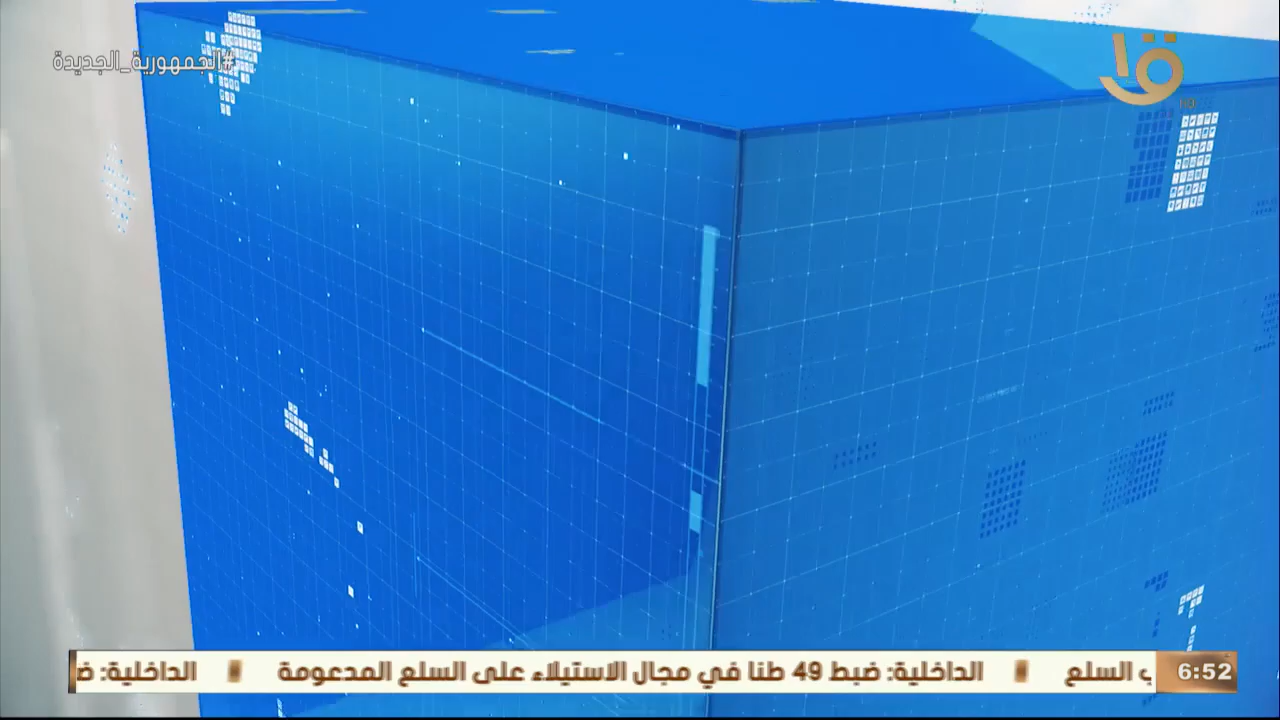 #الجمهورية_الجديدة
السلع ▪ الداخلية: ضبط 49 طنا في مجال الاستيلاء على السلع المدعومة ▪ الداخلية:
6:52